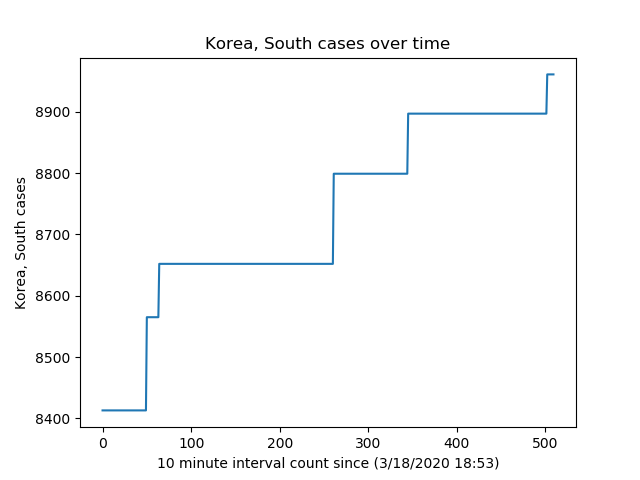 Korea, South cases over time
8900
8800
8700
8600
8500
8400
Korea, South cases
0 100 200 300 400 500
10 minute interval count since (3/18/2020 18:53)